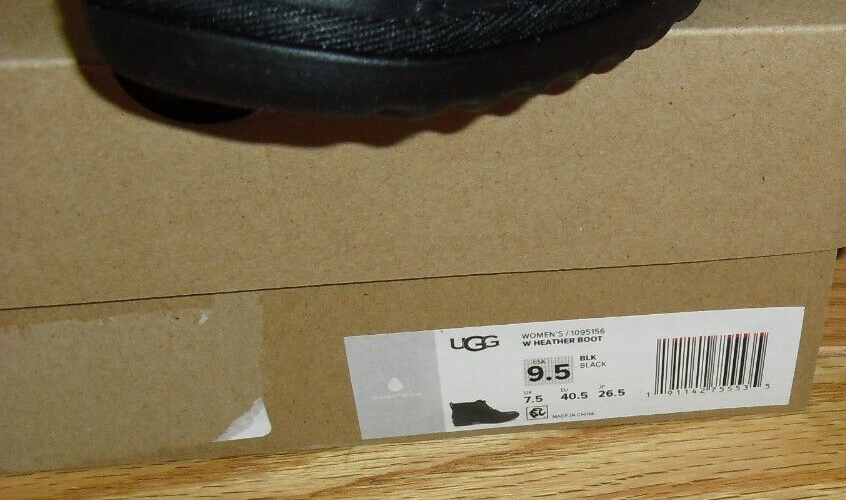 UGG
WOMEN'S / 1095156
W HEATHER BOOT
USA
9.5
BLK
BLACK
UK
7.5
EU
40.5
JP
26.5
MADE IN CHINA